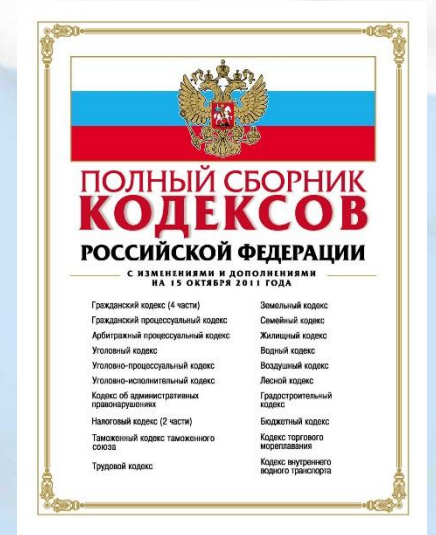 ПОЛНЫЙ СБОРНИК
КОДЕКСОВ
РОССИЙСКОЙ ФЕДЕРАЦИИ
С ИЗМЕНЕНИЯМИ И ДОПОЛНЕНИЯМИ
НА 15 ОКТЯБРЯ 2011 ГОДА
Гражданский кодекс (4 части)
Гражданский процессуальный кодекс
Арбитражный процессуальный кодекс
Уголовный кодекс
Уголовно-процессуальный кодекс
Уголовно-исполнительный кодекс
Кодекс об административных
правонарушениях
Налоговый кодекс (2 части)
Таможенный кодекс таможенного
союза
Трудовой кодекс
Земельный кодекс
Семейный кодекс
Жилищный кодекс
Водный кодекс
Воздушный кодекс
Лесной кодекс
Градостроительный
кодекс
Бюджетный кодекс
Кодекс торгового
мореплавания
Кодекс внутреннего
водного транспорта